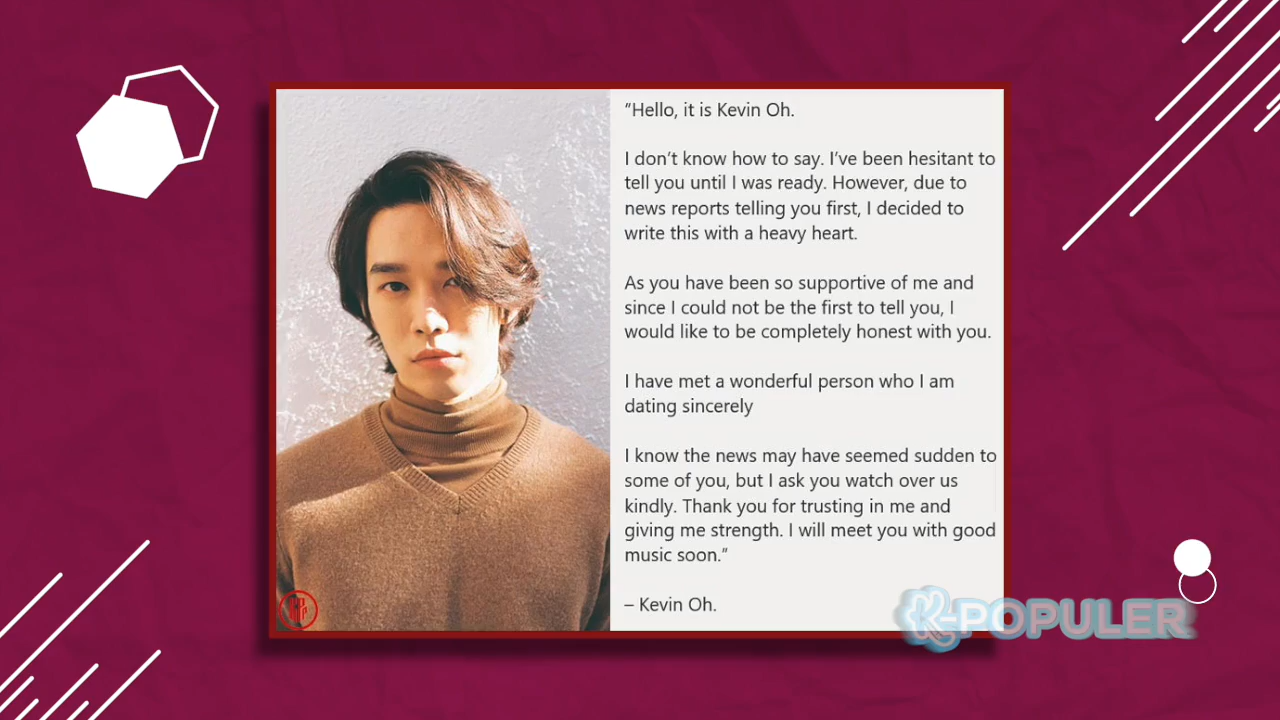 “Hello, it is Kevin Oh.
I don’t know how to say. I’ve been hesitant to
tell you until I was ready. However, due to
news reports telling you first, I decided to
write this with a heavy heart.
As you have been so supportive of me and
since I could not be the first to tell you, I
would like to be completely honest with you.
I have met a wonderful person who I am
dating sincerely
I know the news may have seemed sudden to
some of you, but I ask you watch over us
kindly. Thank you for trusting in me and
giving me strength. I will meet you with good
music soon.”
– Kevin Oh.
K-POPULER